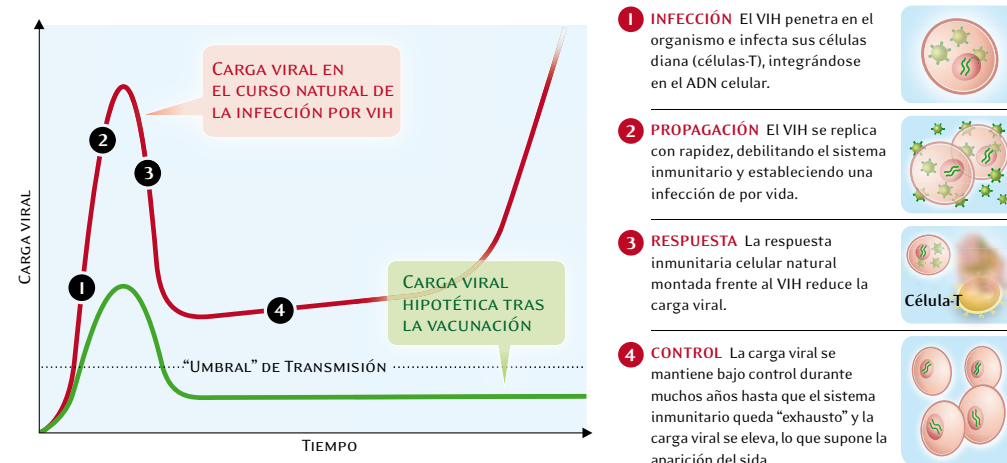 CARGA VIRAL EN
EL CURSO NATURAL DE
LA INFECCIÓN POR VIH
2
3
1
4
CARGA VIRAL
CARGA VIRAL
HIPOTÉTICA TRAS
LA VACUNACIÓN
"UMBRAL" DE TRANSMISIÓN
TIEMPO
1 INFECCIÓN El VIH penetra en el
organismo e infecta sus células
diana (células-T), integrándose
en el ADN celular.
2 PROPAGACIÓN El VIH se replica
con rapidez, debilitando el sistema
inmunitario y estableciendo una
infección de por vida.
3 RESPUESTA La respuesta
inmunitaria celular natural
montada frente al VIH reduce la
carga viral.
Célula-T
4 CONTROL La carga viral se
mantiene bajo control durante
muchos años hasta que el sistema
inmunitario queda "exhausto" y la
carga viral se eleva, lo que supone la
aparición del sida.